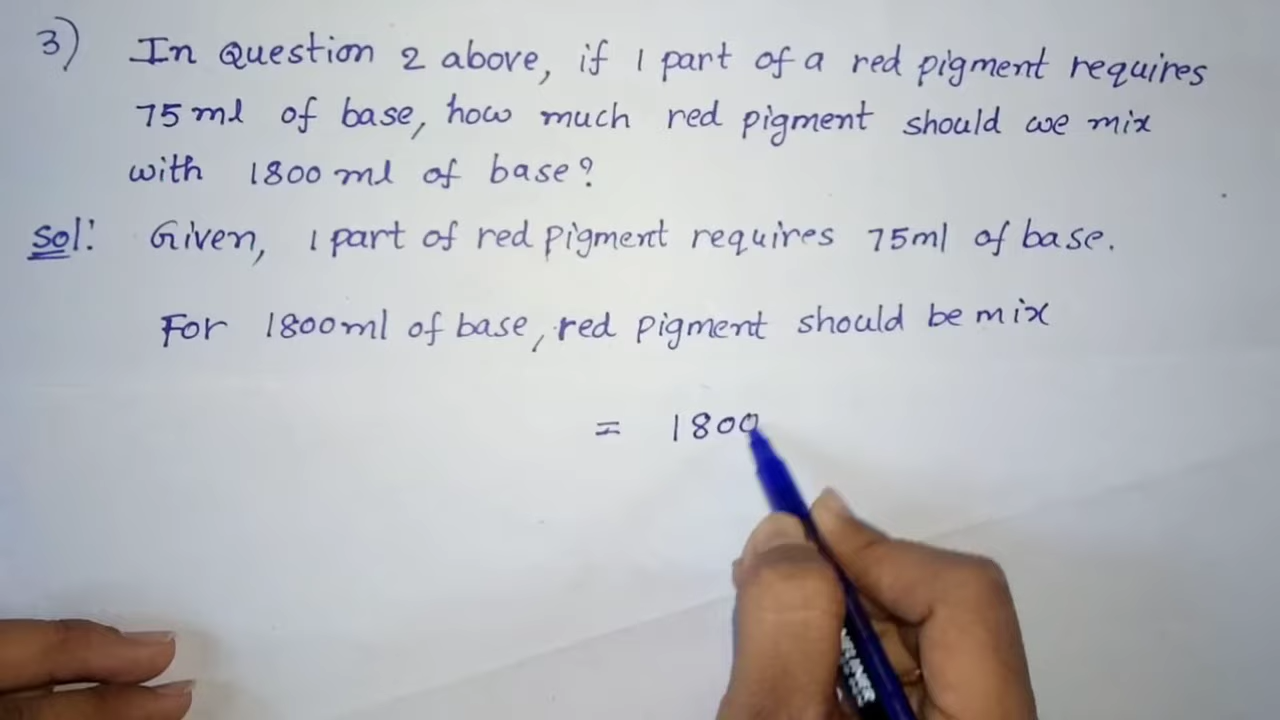 3) In Question 2 above, if 1 part of a red pigment requires
75 ml of base, how much red pigment should we mix
with 1800 ml of base?
Sol: Given, 1 part of red pigment requires 75ml of base.
For 1800ml of base, red pigment should be mix
= 1800